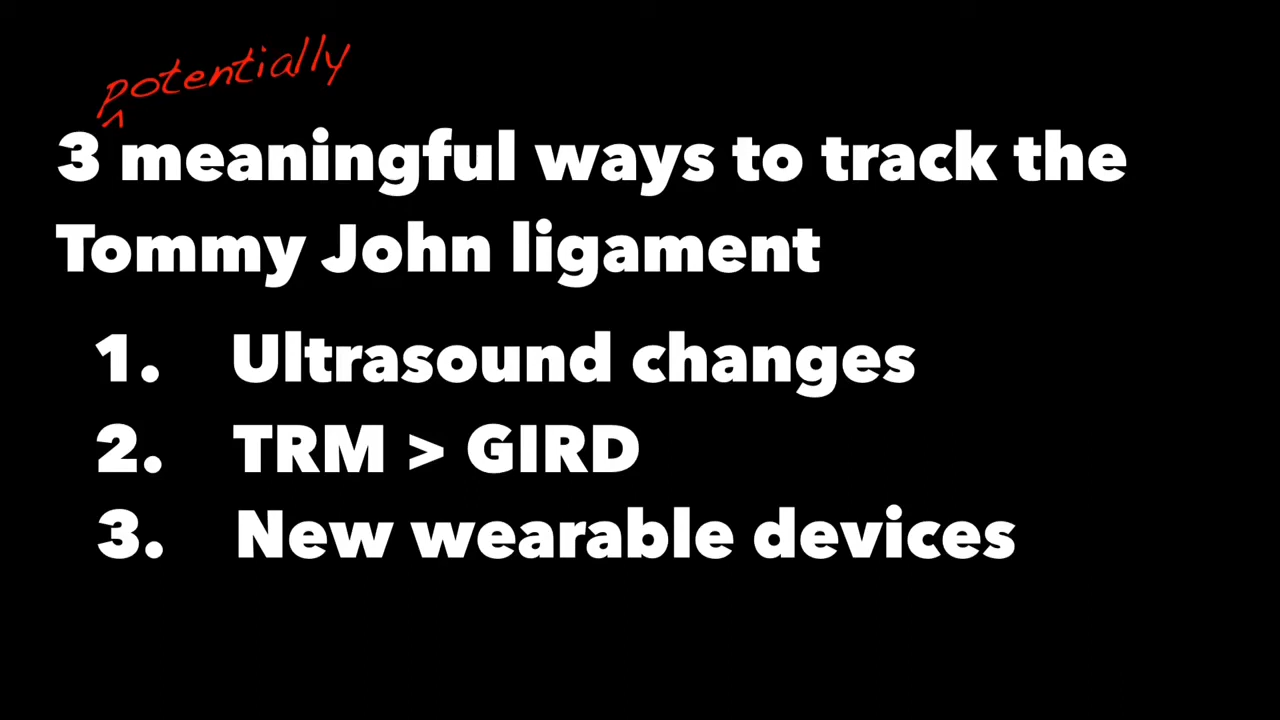 potentially
^
3 meaningful ways to track the
Tommy John ligament
1. Ultrasound changes
2. TRM > GIRD
3. New wearable devices